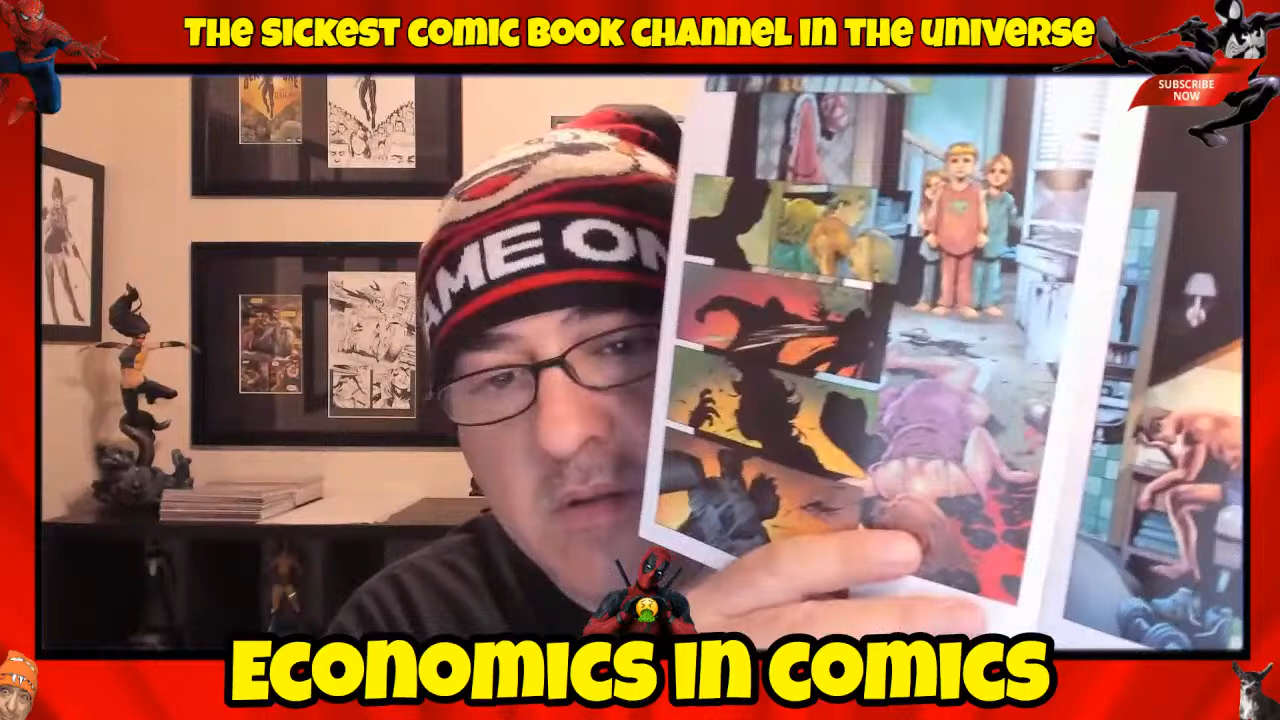 THE SICKEST COMIC BOOK CHANNEL IN THE UNIVERSE
SUBSCRIBE
NOW
AME ON
ECONOMICS IN COMICS